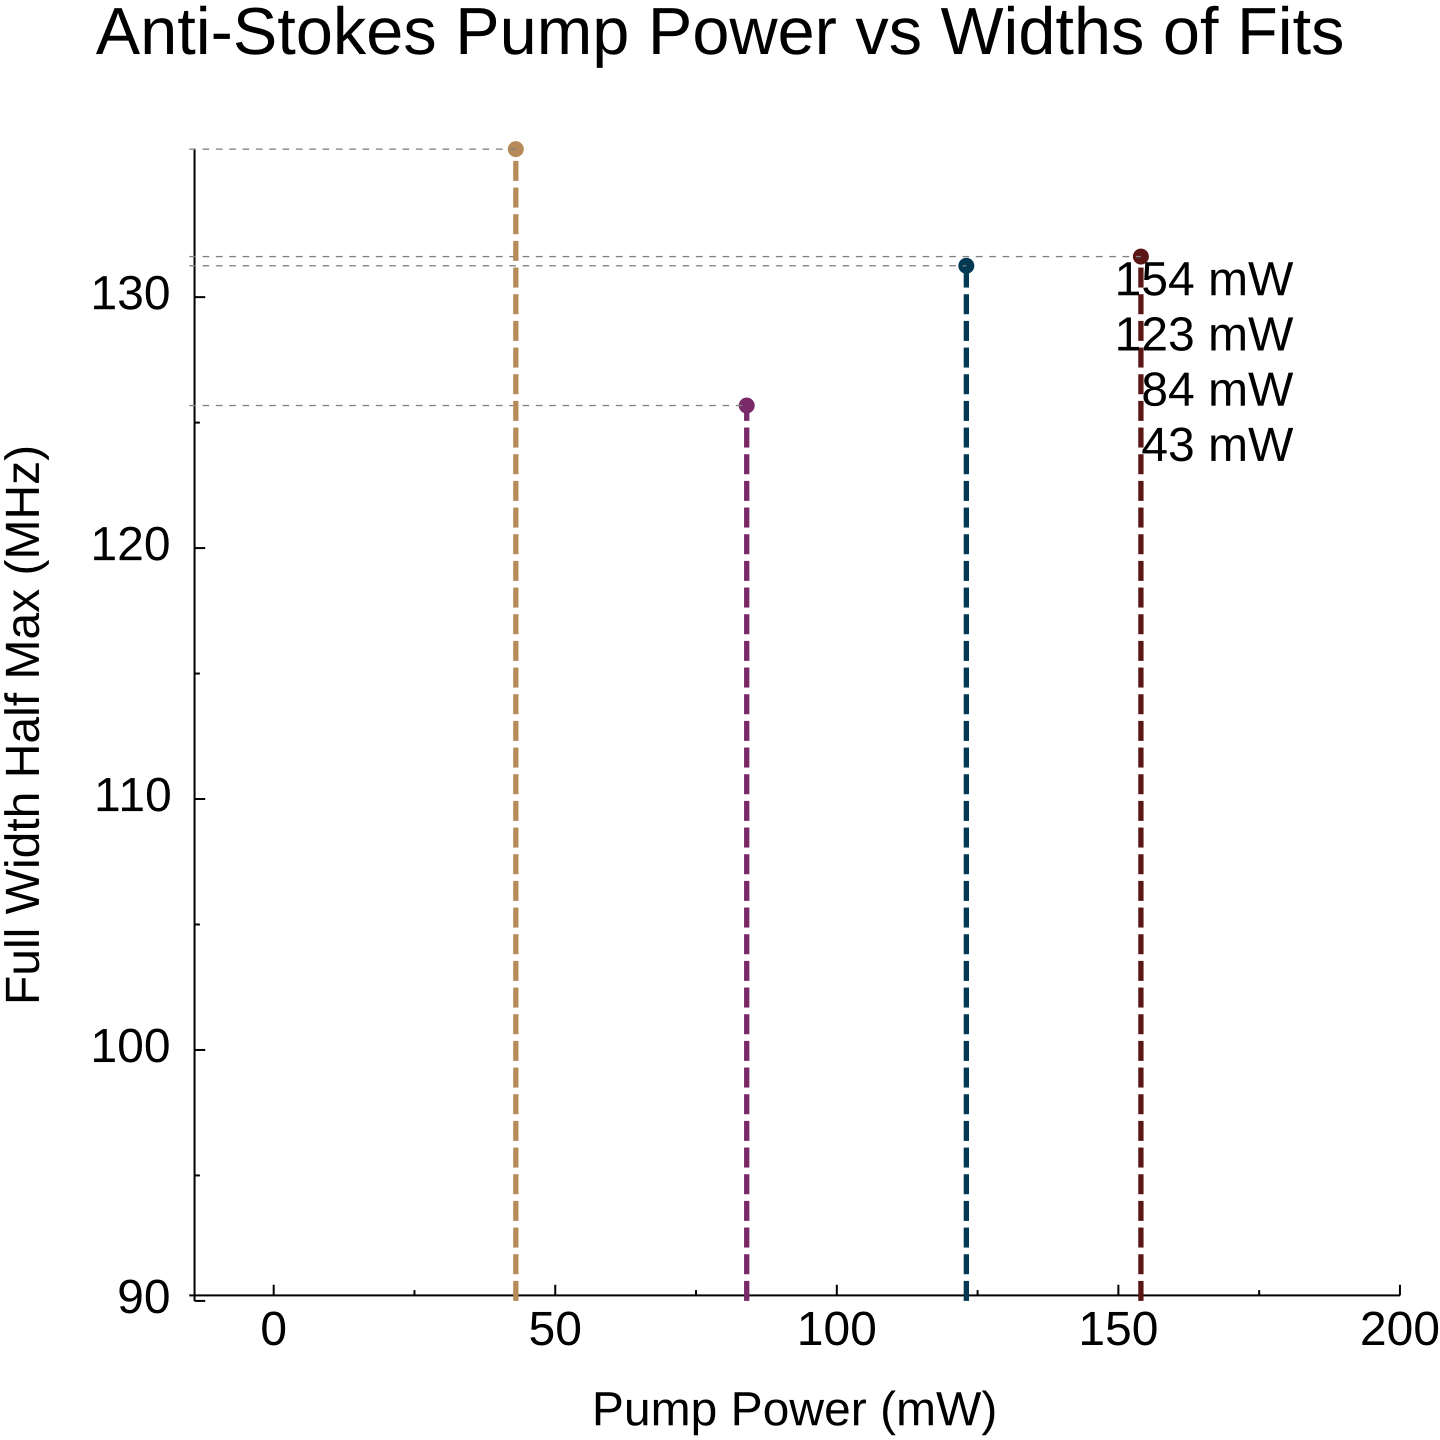 Anti-Stokes Pump Power vs Widths of Fits
130
120
110
100
90
Full Width Half Max (MHz)
154 mW
123 mW
84 mW
43 mW
0 50 100 150 200
Pump Power (mW)